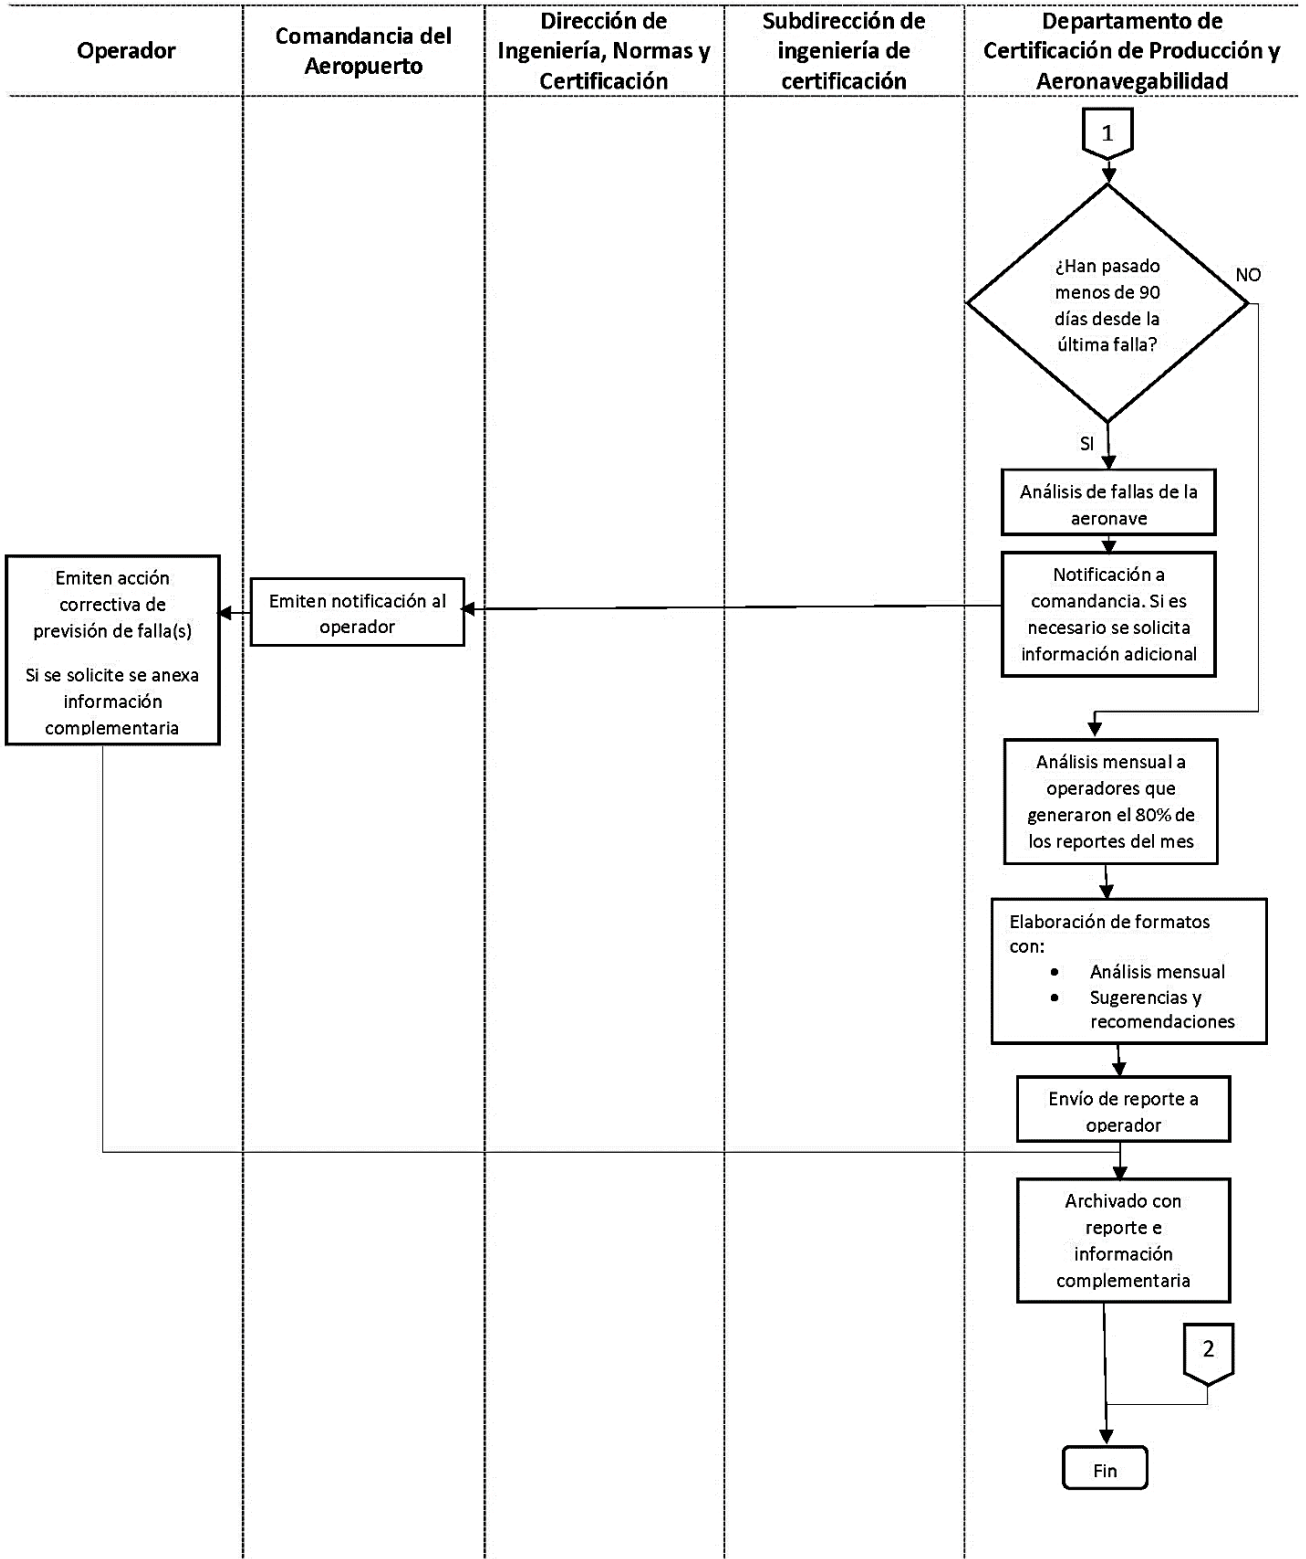 Operador
Comandancia del
Aeropuerto
Dirección de
Ingeniería, Normas y
Certificación
Subdirección de
ingeniería de
certificación
Departamento de
Certificación de Producción y
Aeronavegabilidad
1
¿Han pasado
menos de 90
días desde la
última falla?
NO
SI
Análisis de fallas de la
aeronave
Notificación a
comandancia. Si es
necesario se solicita
información adicional
Emiten notificación al
operador
Emiten acción
correctiva de
previsión de falla(s)
Si se solicite se anexa
información
complementaria
Análisis mensual a
operadores que
generaron el 80% de
los reportes del mes
Elaboración de formatos
con:
• Análisis mensual
• Sugerencias y
recomendaciones
Envío de reporte a
operador
Archivado con
reporte e
información
complementaria
2
Fin